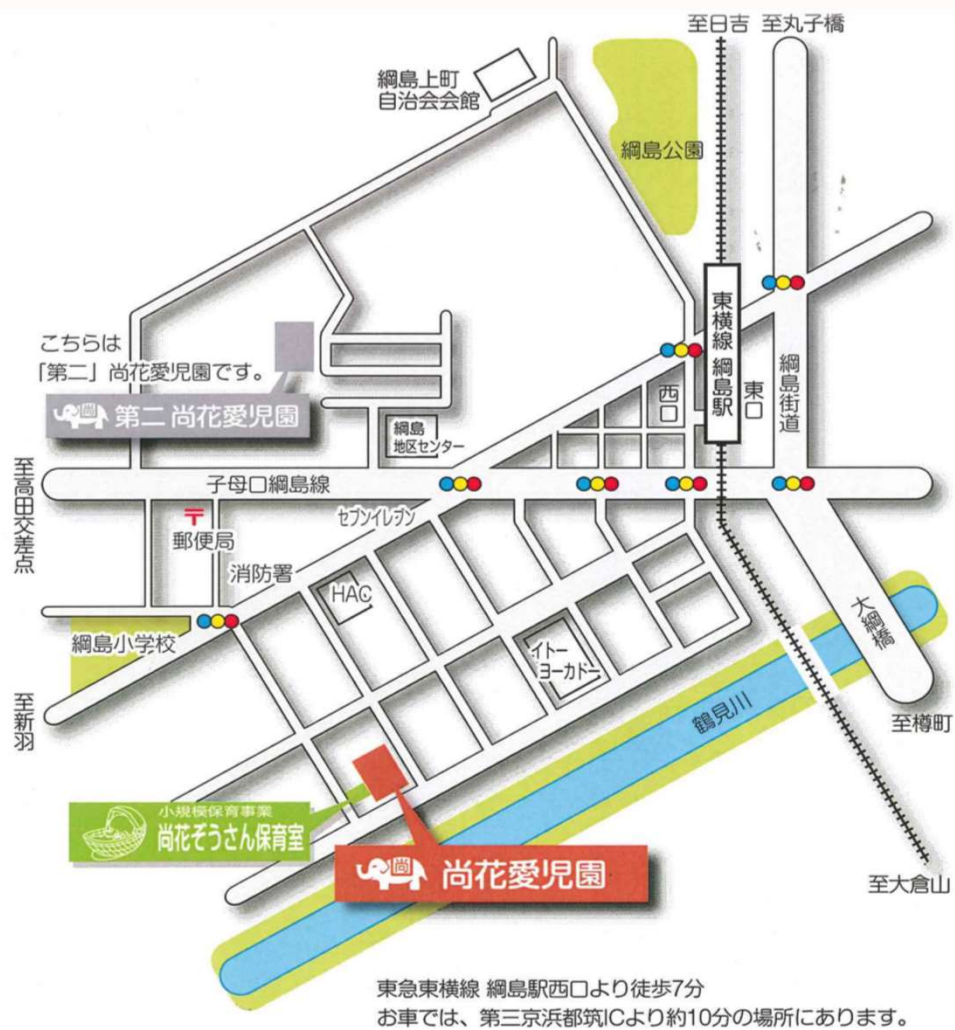 至日吉
至丸子橋
綱島上町
自治会会館
綱島公園
東横線 綱島駅
こちらは
「第二」尚花愛児園です。
尚
第二 尚花愛児園
西口
東口
綱島街道
綱島
地区センター
至高田交差点
子母口綱島線
セブンイレブン
〒
郵便局
消防署
HAC
綱島小学校
イトー
ヨーカドー
大綱橋
至新羽
鶴見川
至樽町
小規模保育事業
尚花ぞうさん保育室
尚
尚花愛児園
至大倉山
東急東横線 綱島駅西口より徒歩7分
お車では、第三京浜都筑ICより約10分の場所にあります。